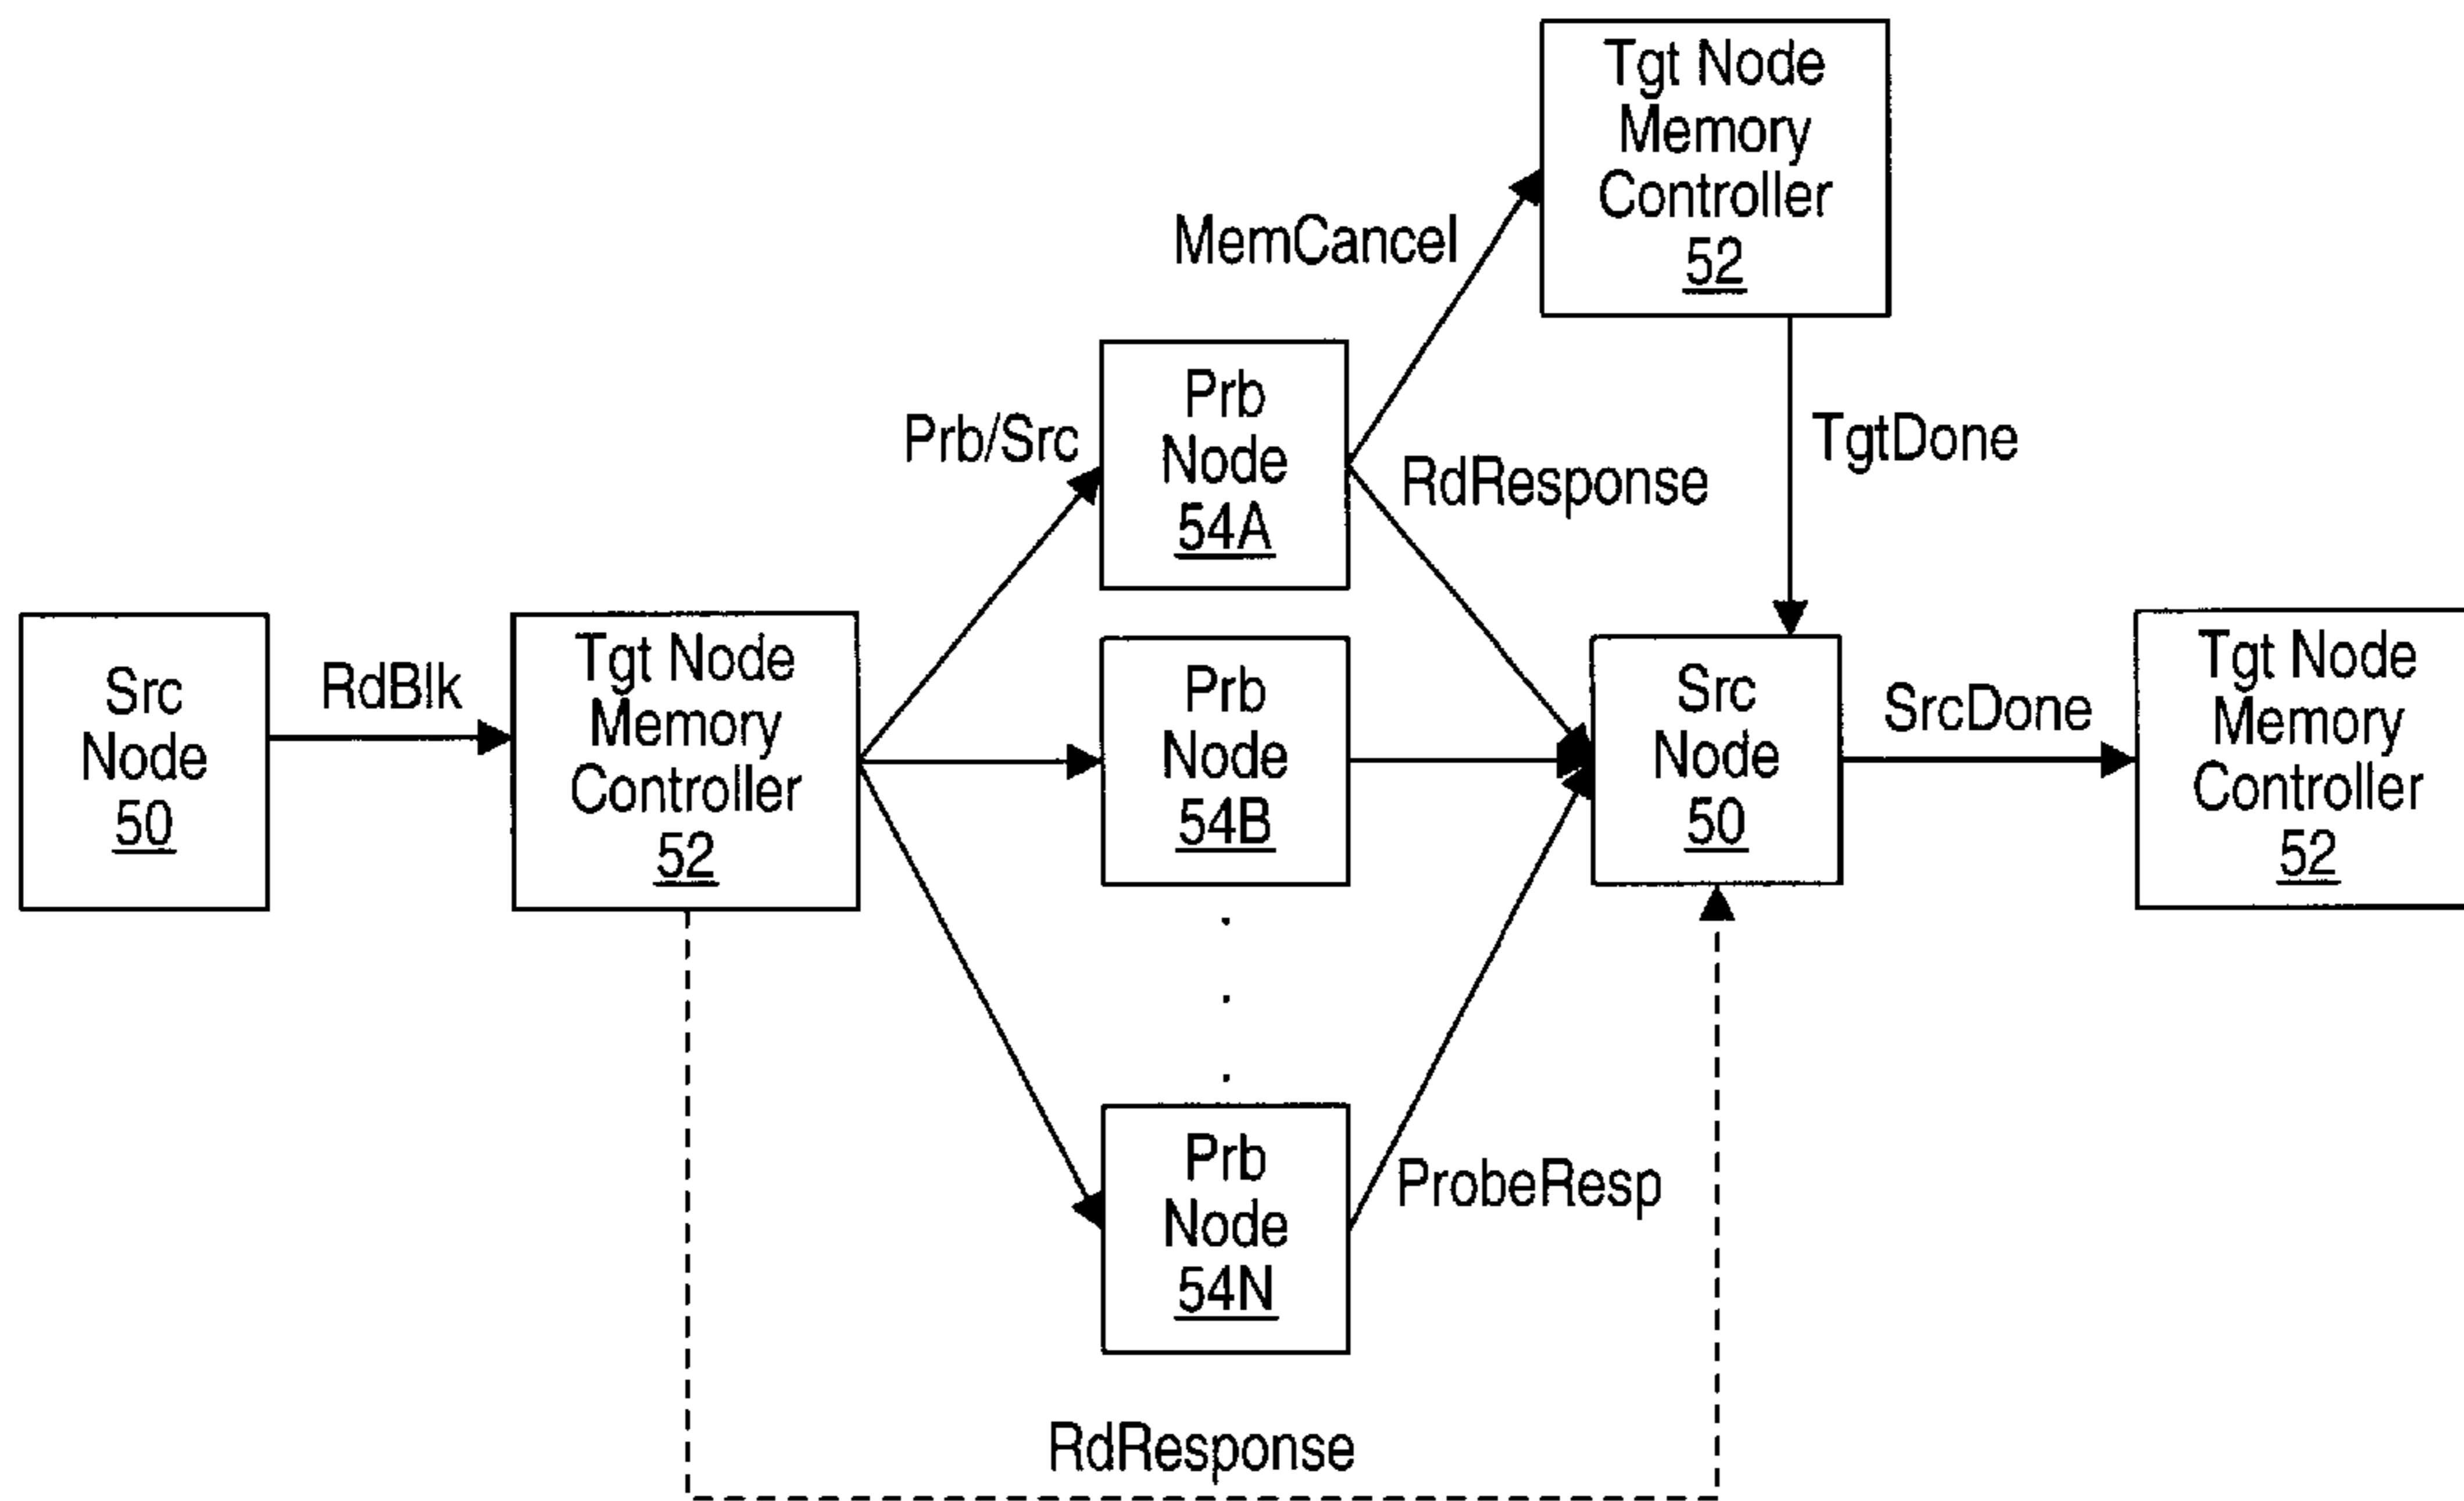 Tgt Node
Memory
Controller
52
MemCancel
Prb
Node
54A
Prb/Src
RdResponse
TgtDone
Src
Node
50
RdBlk
Tgt Node
Memory
Controller
52
Prb
Node
54B
Src
Node
50
SrcDone
Tgt Node
Memory
Controller
52
Prb
Node
54N
ProbeResp
RdResponse